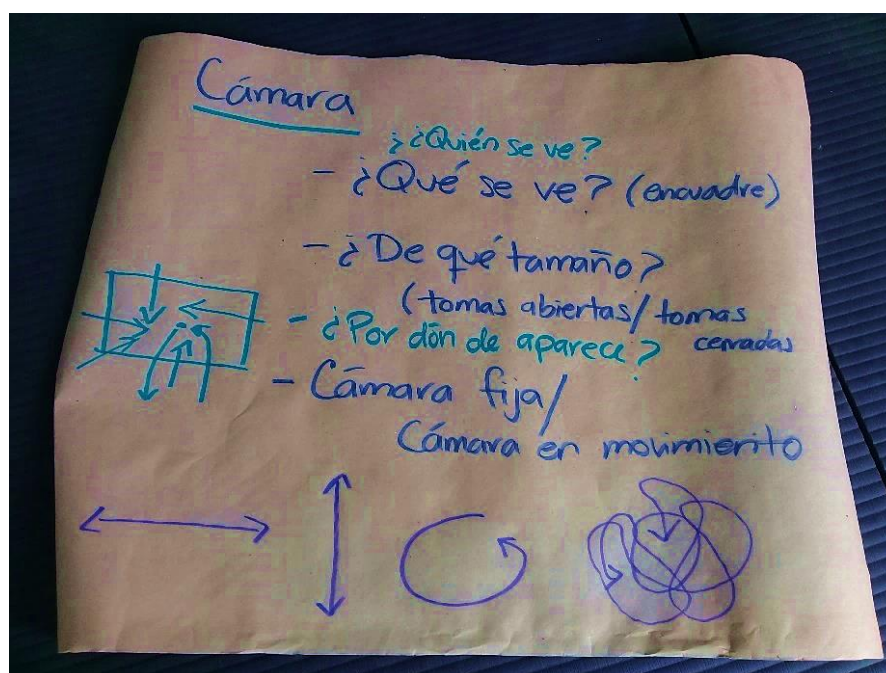 Cámara
¿¿Quién se ve?
- ¿Qué se ve? (encuadre)
- ¿De qué tamaño?
(tomas abiertas/tomas cerradas
- ¿Por dónde aparece?
- Cámara fija/
Cámara en movimiento